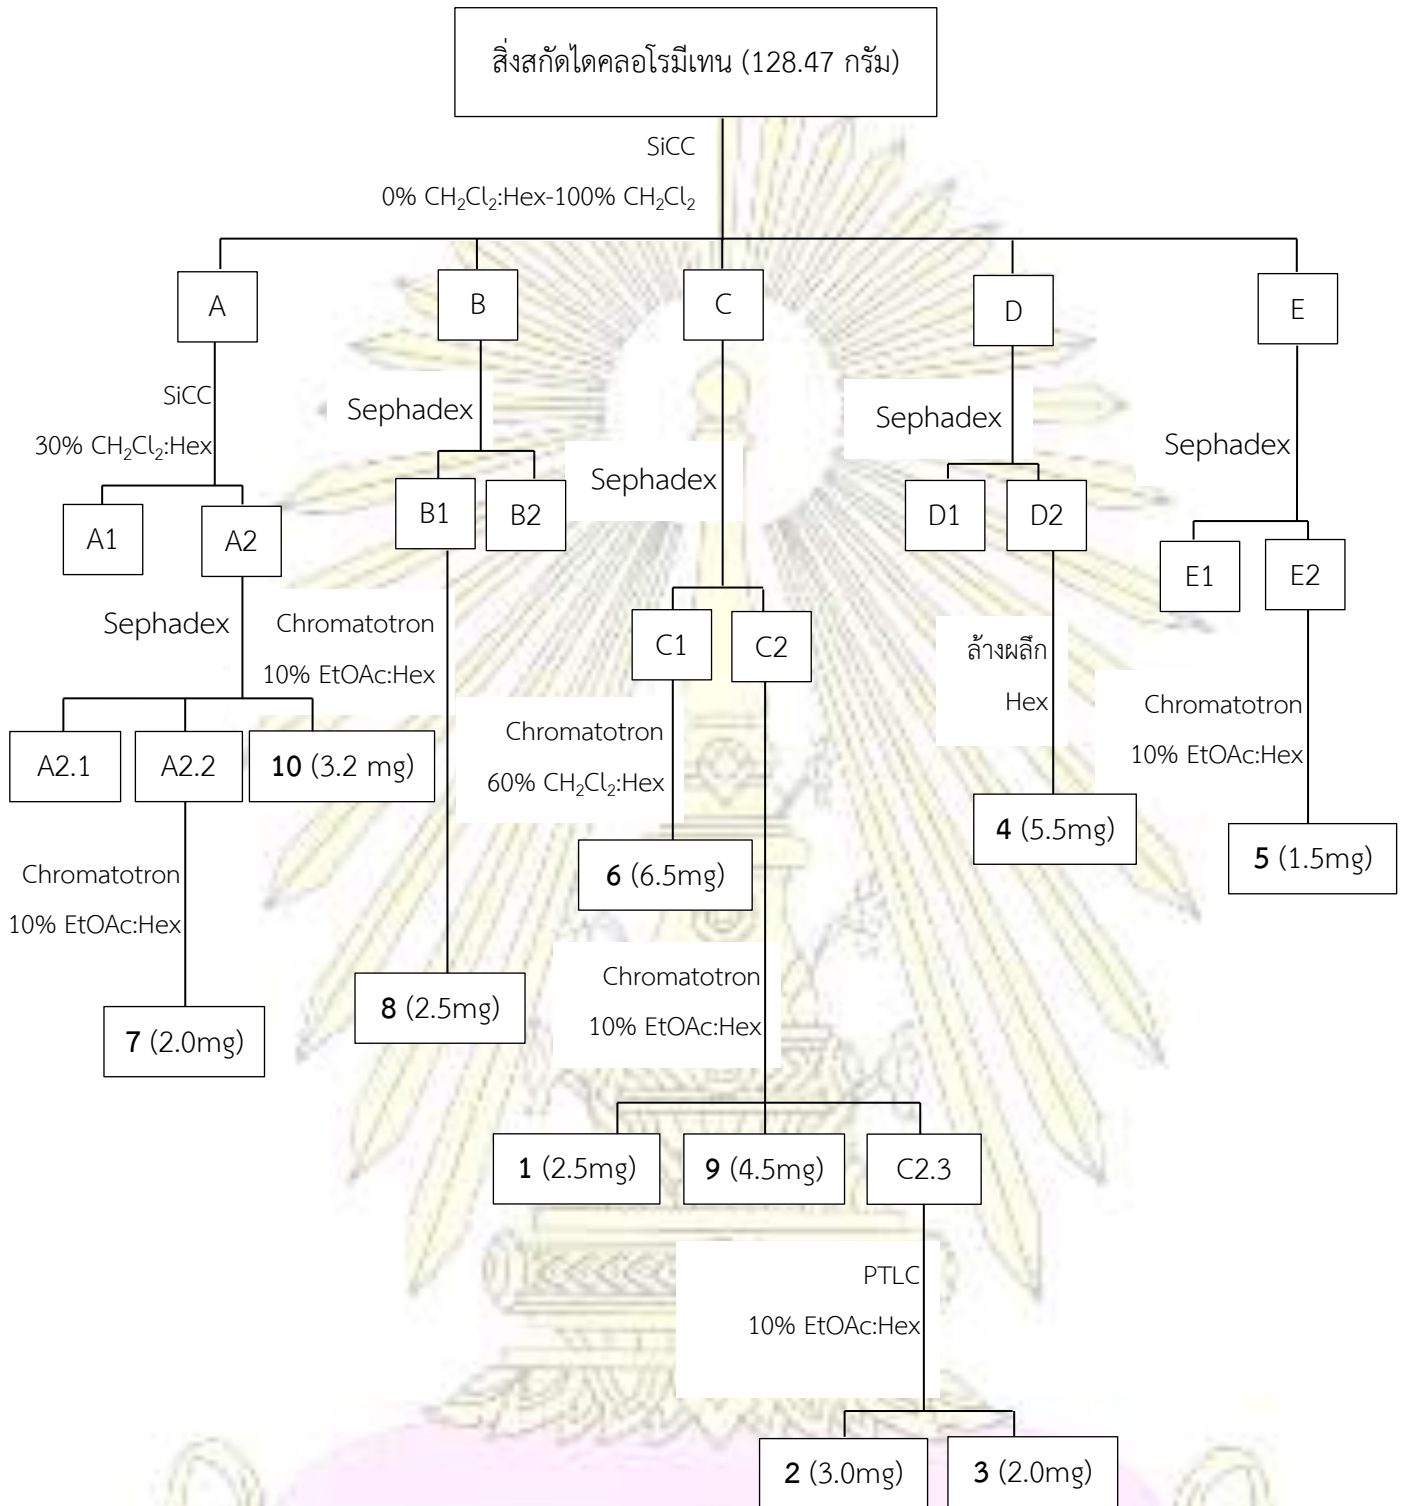 สิ่งสกัดไดคลอโรมีเทน (128.47 กรัม)
SiCC
0% CH₂Cl₂:Hex-100% CH₂Cl₂
A
B
C
D
E
SiCC
30% CH₂Cl₂:Hex
Sephadex
Sephadex
Sephadex
Sephadex
A1
A2
B1
B2
D1
D2
E1
E2
Sephadex
Chromatotron
10% EtOAc:Hex
C1
C2
ล้างผลึก
Hex
Chromatotron
10% EtOAc:Hex
A2.1
A2.2
10 (3.2 mg)
Chromatotron
60% CH₂Cl₂:Hex
4 (5.5mg)
5 (1.5mg)
6 (6.5mg)
Chromatotron
10% EtOAc:Hex
Chromatotron
10% EtOAc:Hex
8 (2.5mg)
7 (2.0mg)
1 (2.5mg)
9 (4.5mg)
C2.3
PTLC
10% EtOAc:Hex
2 (3.0mg)
3 (2.0mg)